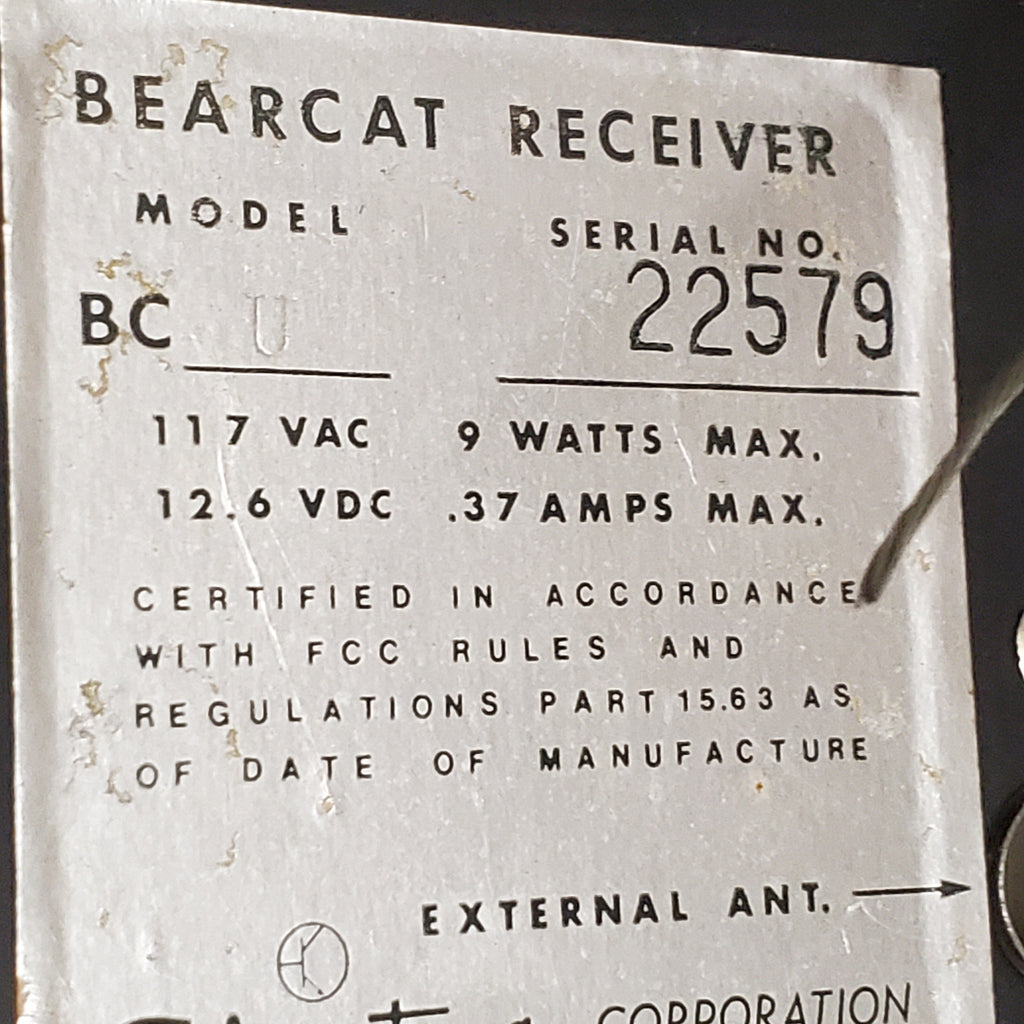 BEARCAT RECEIVER
MODEL SERIAL NO.
BC U 22579
117 VAC 9 WATTS MAX.
12.6 VDC .37 AMPS MAX.
CERTIFIED IN ACCORDANCE
WITH FCC RULES AND
REGULATIONS PART 15.63 AS
OF DATE OF MANUFACTURE
EXTERNAL ANT.
CORPORATION